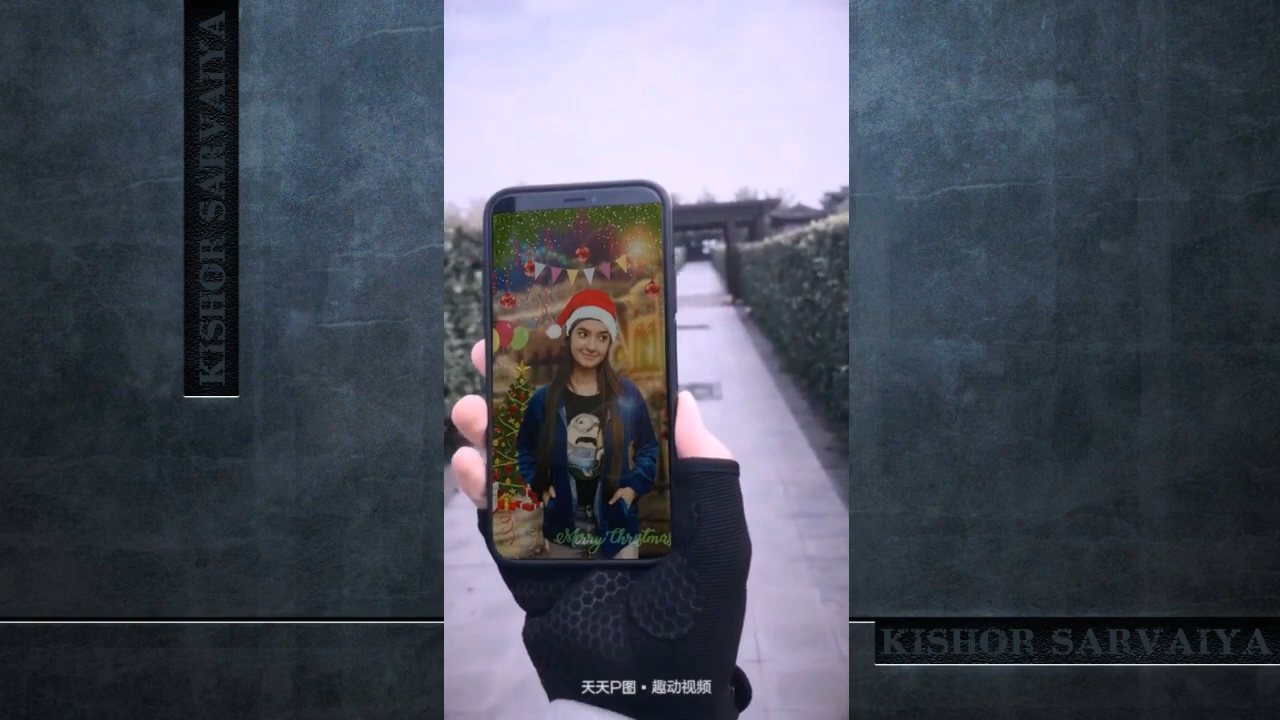 KISHOR SARVAIYA
Merry Christmas
KISHOR SARVAIYA
天天P图 • 趣动视频